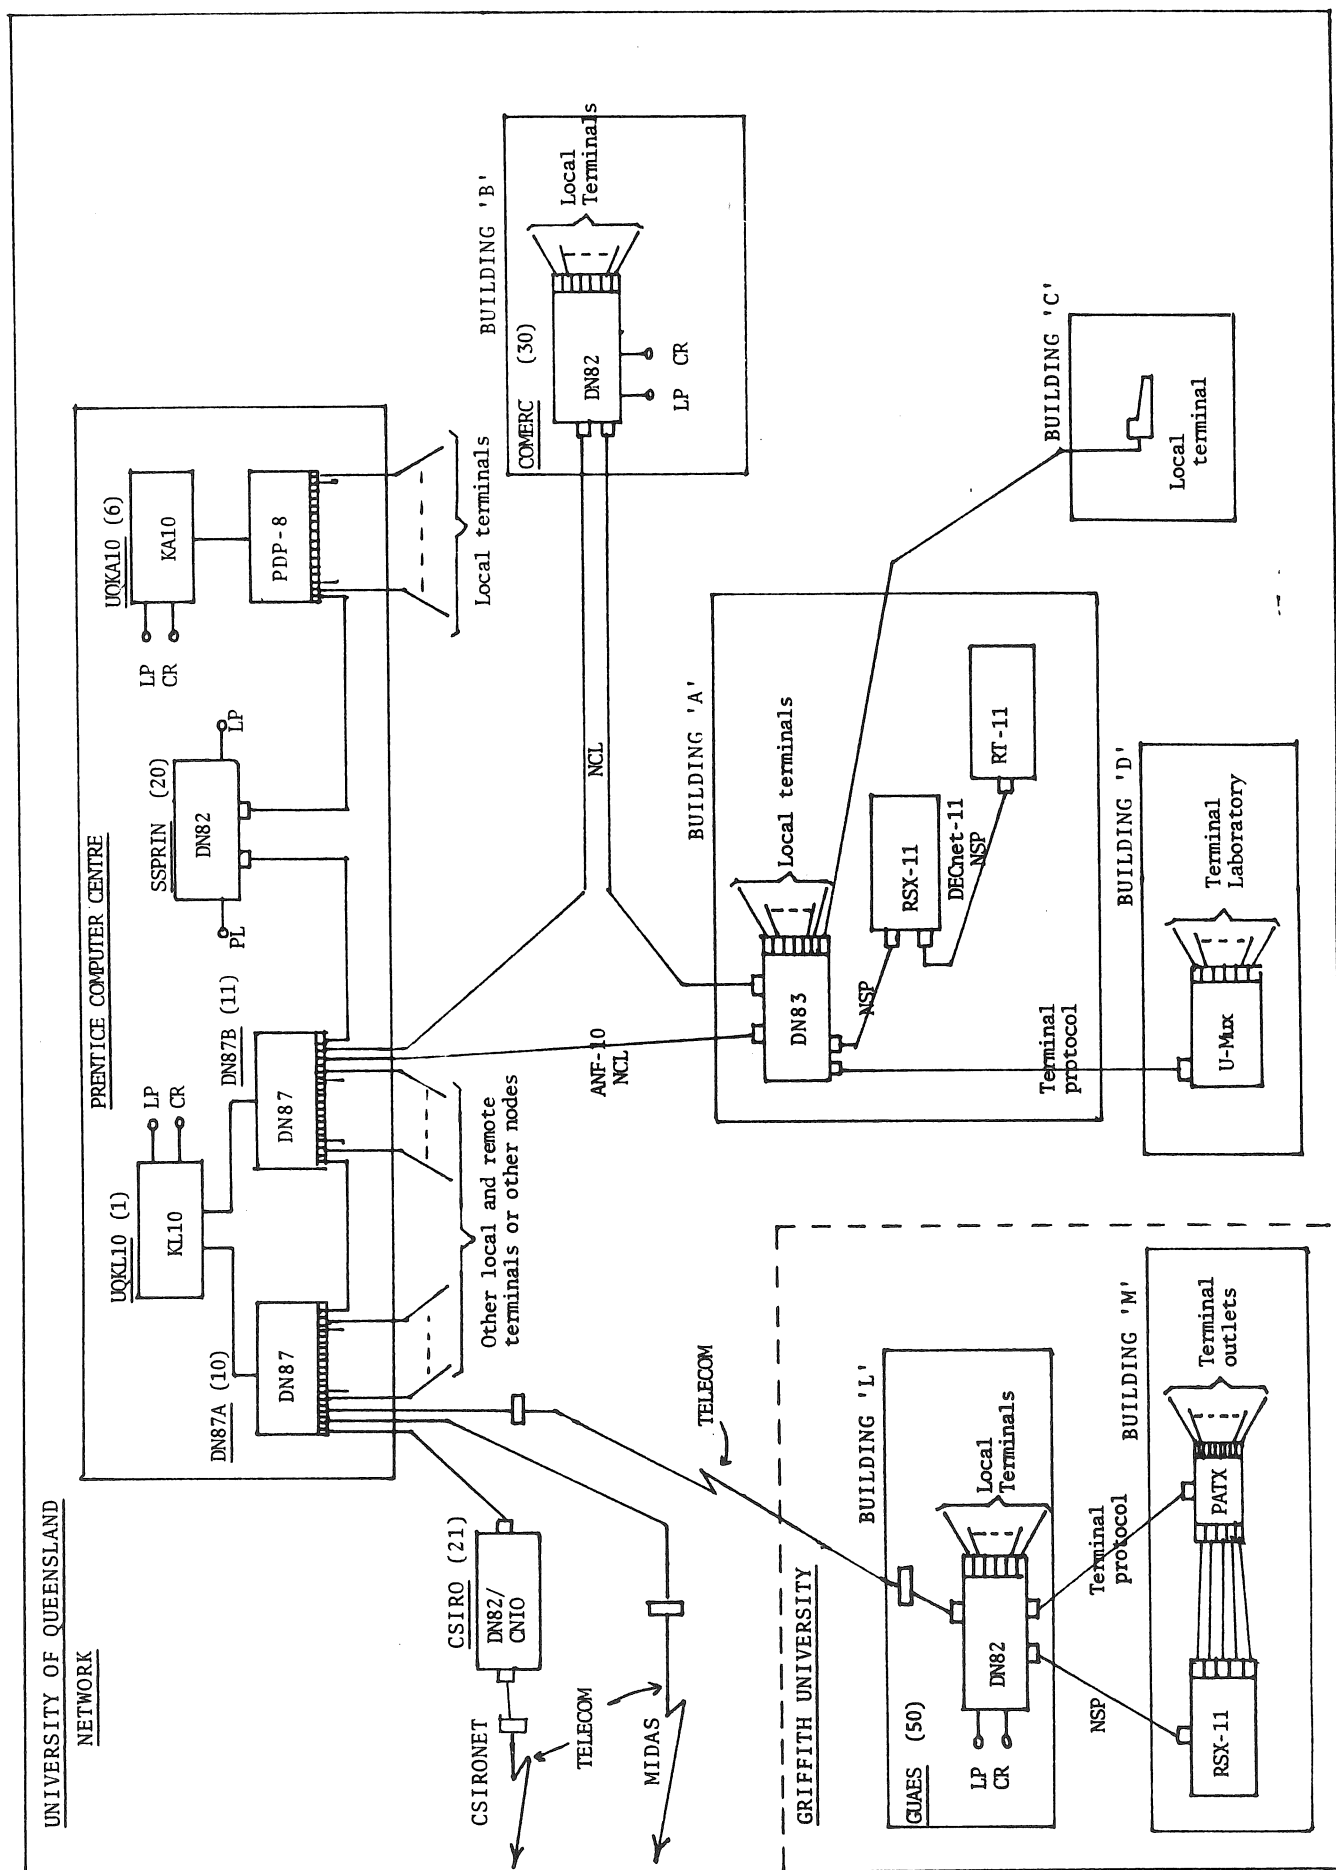 UNIVERSITY OF QUEENSLAND
NETWORK
PRENTICE COMPUTER CENTRE
UQKL10 (1)
KL10
LP
CR
DN87A (10)
DN87
DN87B (11)
DN87
SSPRIN (20)
DN82
PL
LP
UQKA10 (6)
KA10
LP
CR
PDP-8
Local terminals
Other local and remote
terminals or other nodes
CSIRO (21)
DN82/
CNIO
CSIRONET
TELECOM
MIDAS
TELECOM
NCL
ANF-10
NCL
BUILDING 'B'
COMERC (30)
DN82
LP
CR
Local
Terminals
BUILDING 'A'
DN83
Local terminals
NSP
RSX-11
DECnet-11
NSP
RT-11
Terminal
protocol
BUILDING 'C'
Local
terminal
BUILDING 'D'
U-Mux
Terminal
Laboratory
GRIFFITH UNIVERSITY
BUILDING 'L'
GUAES (50)
DN82
LP
CR
Local
Terminals
NSP
Terminal
protocol
BUILDING 'M'
RSX-11
PATX
Terminal
outlets